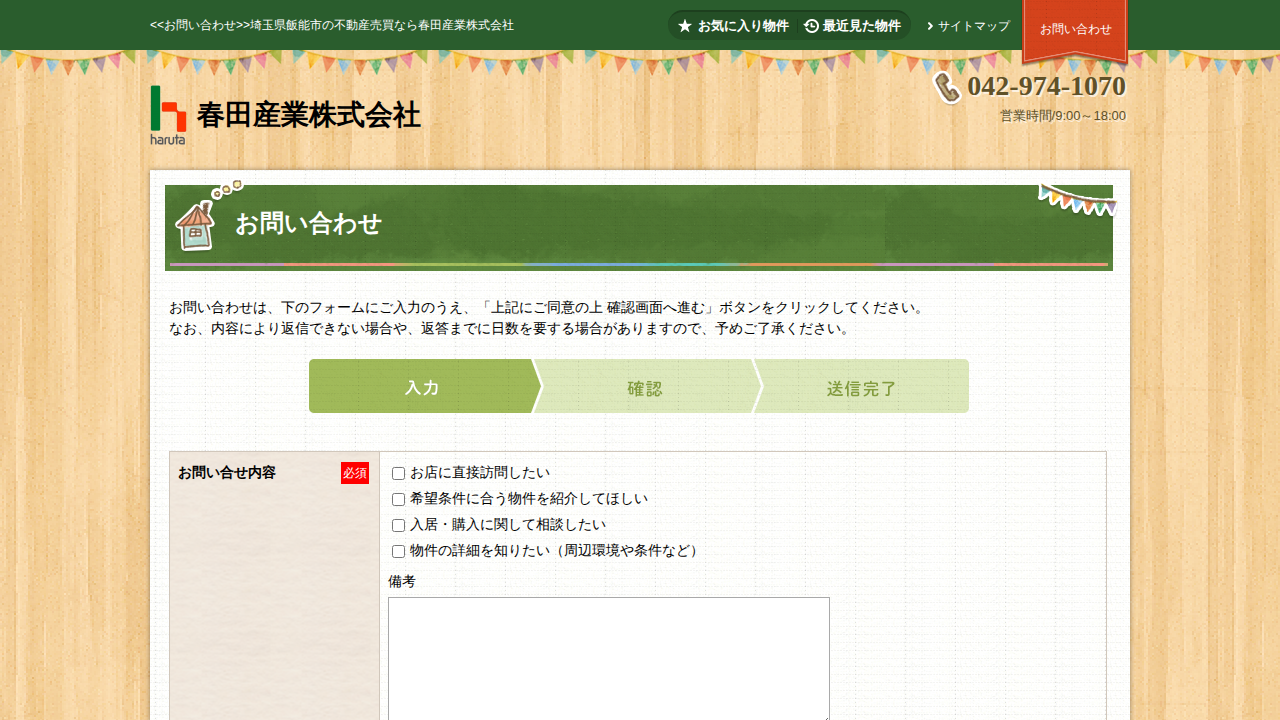 <<お問い合わせ>>埼玉県飯能市の不動産売買なら春田産業株式会社
お気に入り物件
最近見た物件
サイトマップ
お問い合わせ
haruta
春田産業株式会社
042-974-1070
営業時間/9:00～18:00
お問い合わせ
お問い合わせは、下のフォームにご入力のうえ、「上記にご同意の上 確認画面へ進む」ボタンをクリックしてください。
なお、内容により返信できない場合や、返答までに日数を要する場合がありますので、予めご了承ください。
入力
確認
送信完了
お問い合せ内容
必須
お店に直接訪問したい
希望条件に合う物件を紹介してほしい
入居・購入に関して相談したい
物件の詳細を知りたい（周辺環境や条件など）
備考